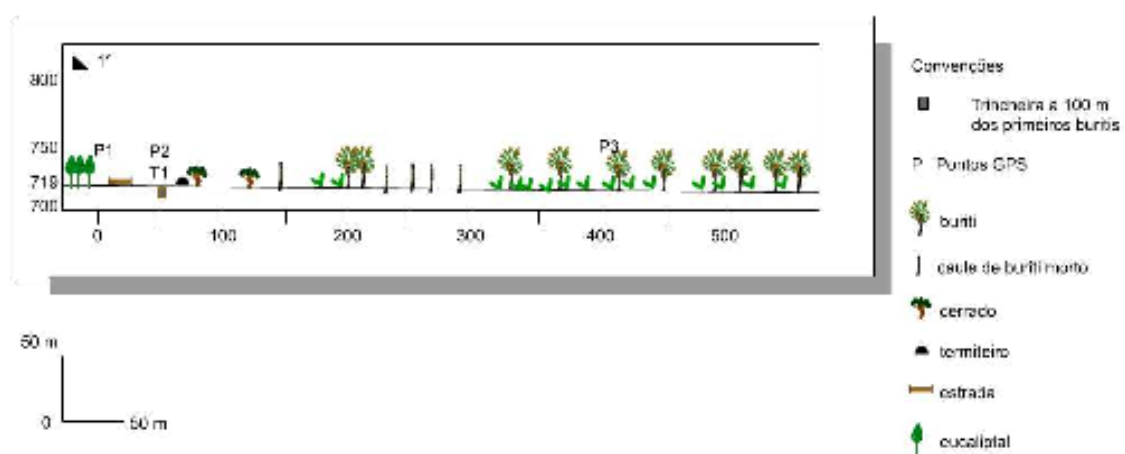 1°
800
P1
P2
T1
P3
750
719
700
0
100
200
300
400
500
50 m
0
50 m
Convenções
Trincheira a 100 m
dos primeiros buritis
P Pontos GPS
buriti
caule de buriti morto
cerrado
termiteiro
estrada
eucaliptal